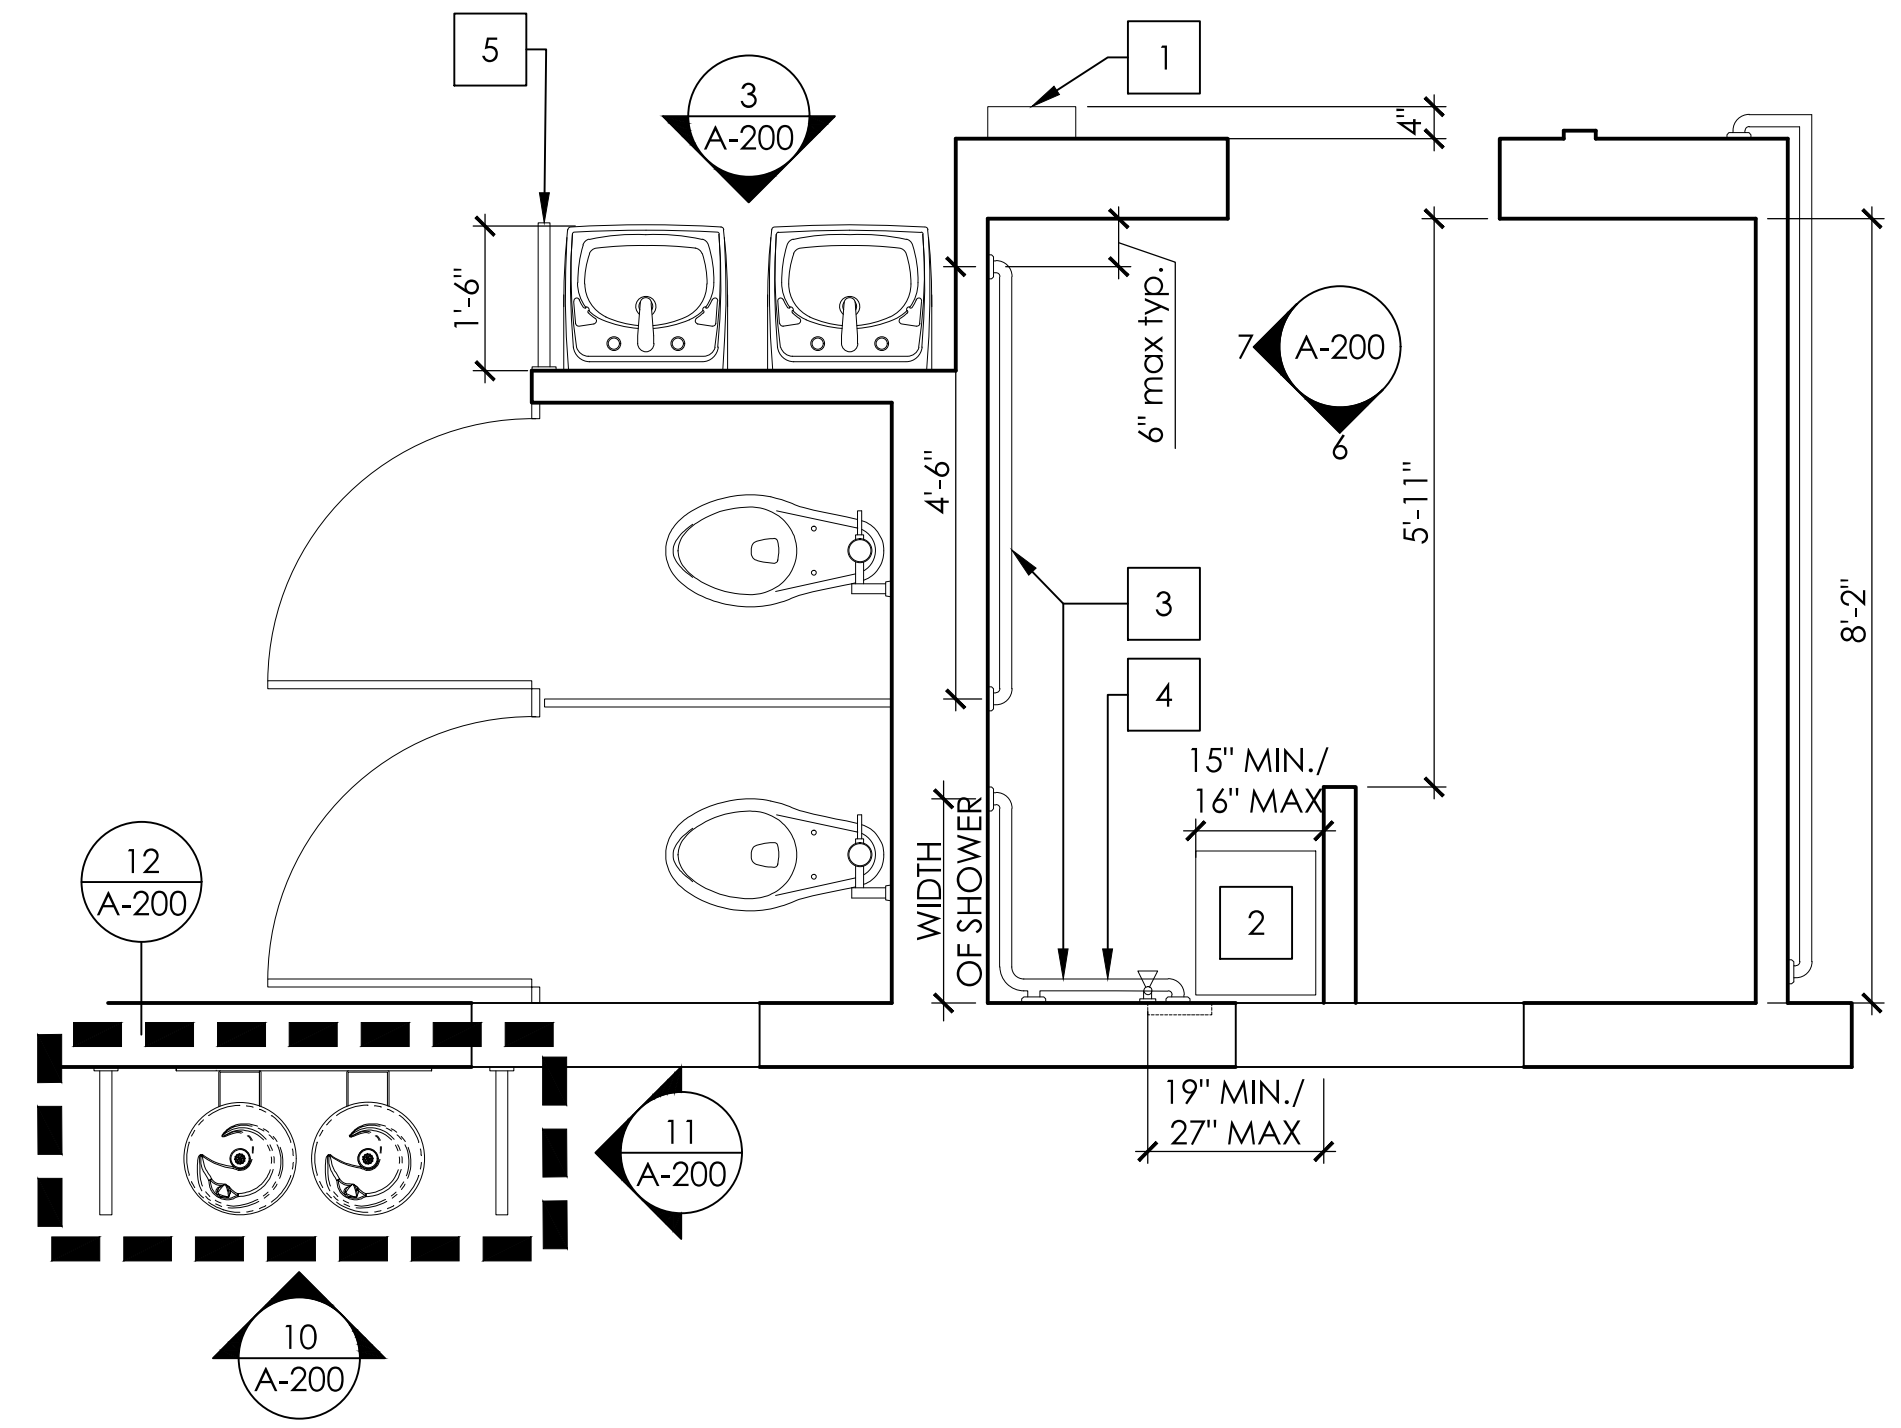 5
1
3
A-200
4"
1'-6"
6" max typ.
7
A-200
6
4'-6"
5'-11"
8'-2"
3
4
15" MIN./
16" MAX
WIDTH
OF SHOWER
2
12
A-200
19" MIN./
27" MAX
11
A-200
10
A-200